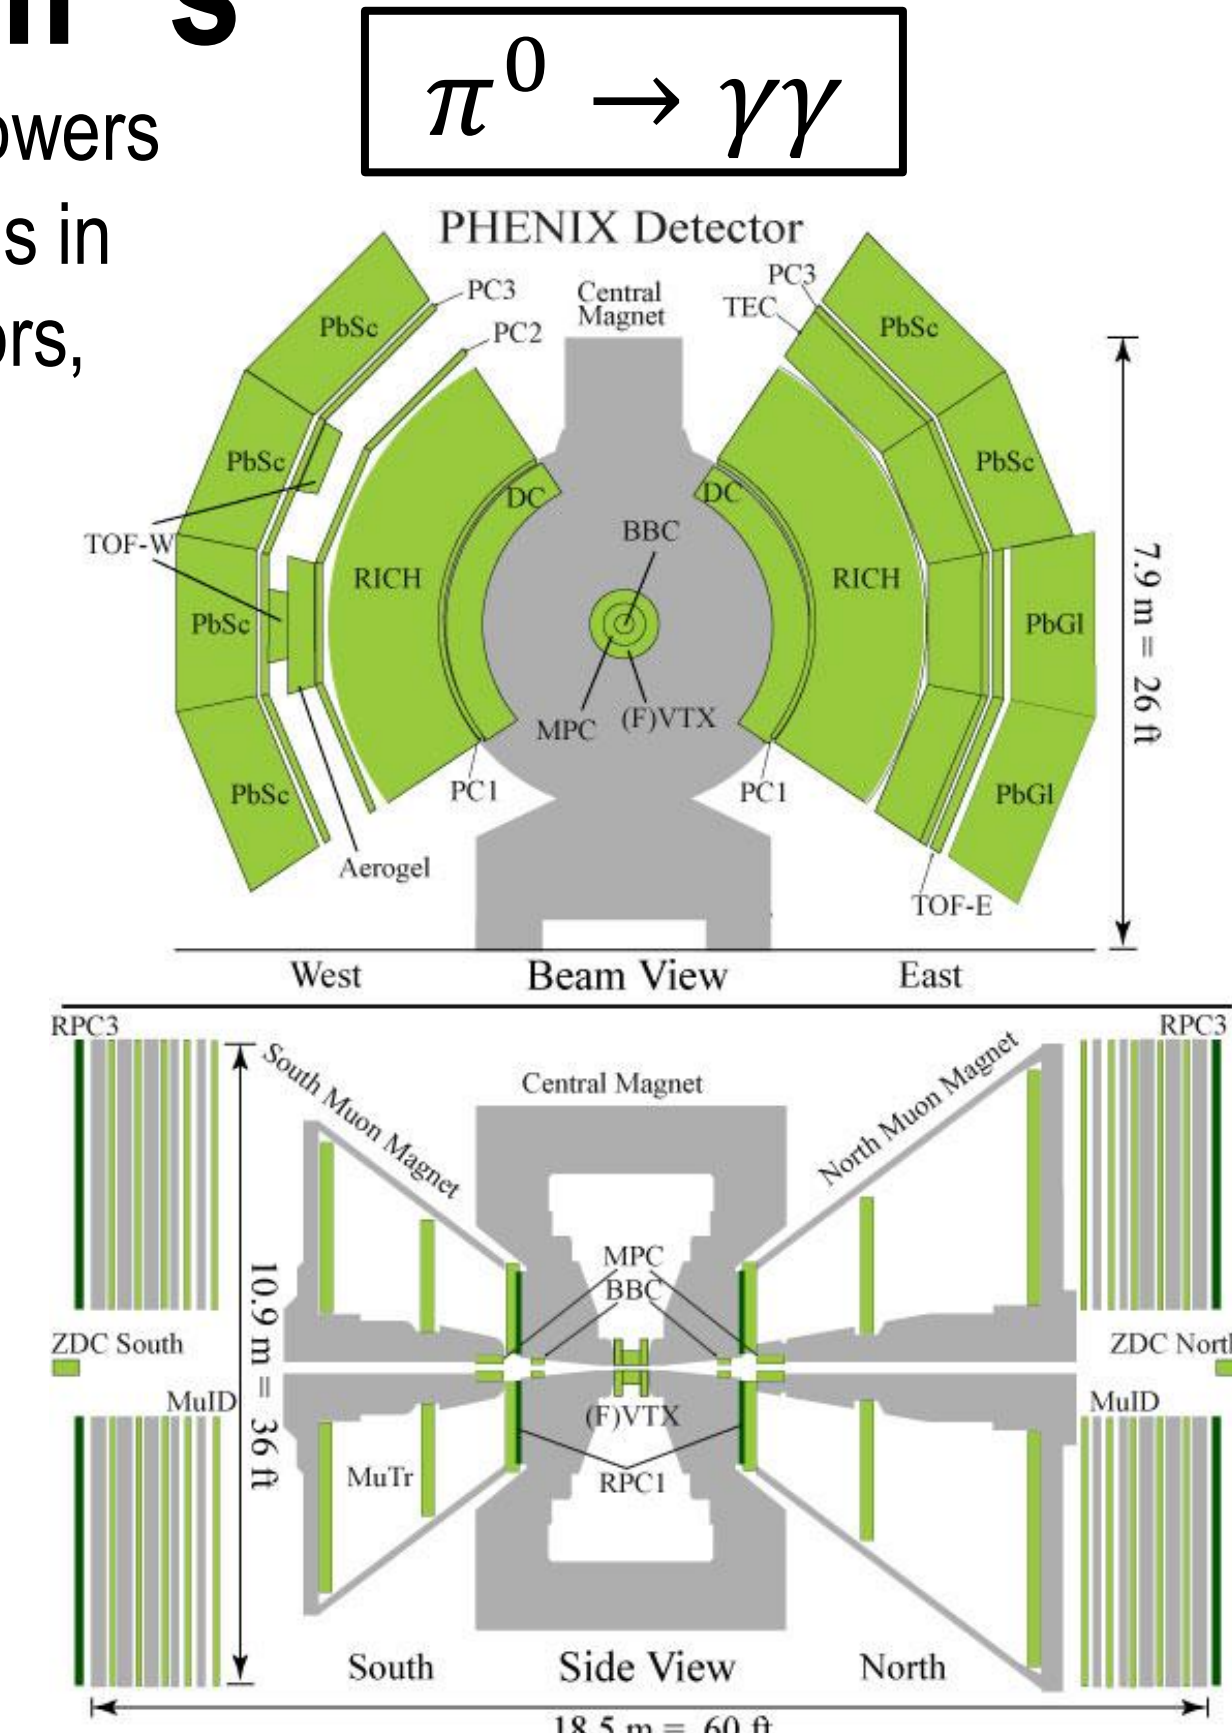 π⁰ → γγ
s in
PHENIX Detector
PC3
PC2
Central
Magnet
PC3
TEC
PbSc
PbSc
PbSc
PbSc
TOF-W
DC
DC
BBC
RICH
RICH
PbSc
PbGl
MPC
(F)VTX
PC1
PC1
PbSc
PbGl
Aerogel
TOF-E
7.9 m = 26 ft
West
Beam View
East
RPC3
RPC3
South Muon Magnet
Central Magnet
North Muon Magnet
MPC
BBC
10.9 m = 36 ft
ZDC South
ZDC
MuID
MuID
(F)VTX
MuTr
RPC1
South
Side View
North
18.5 m = 60 ft